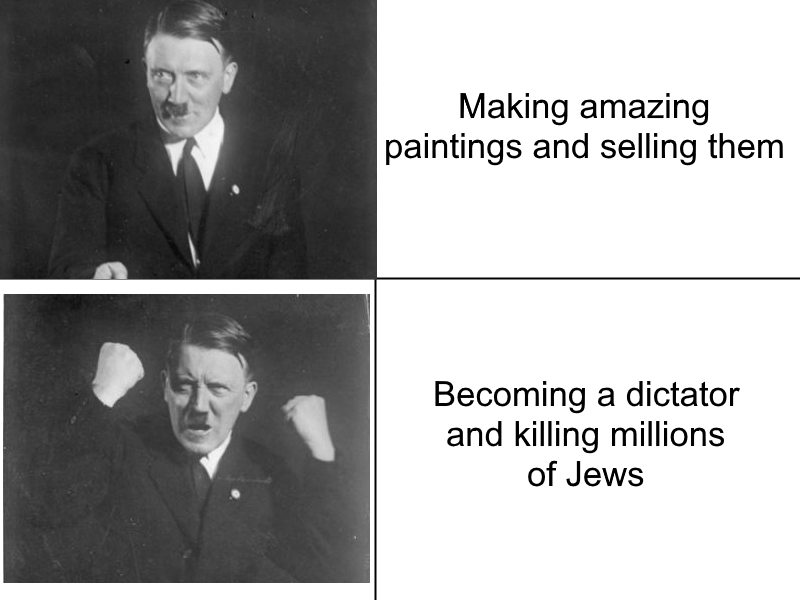 Making amazing
paintings and selling them
Becoming a dictator
and killing millions
of Jews